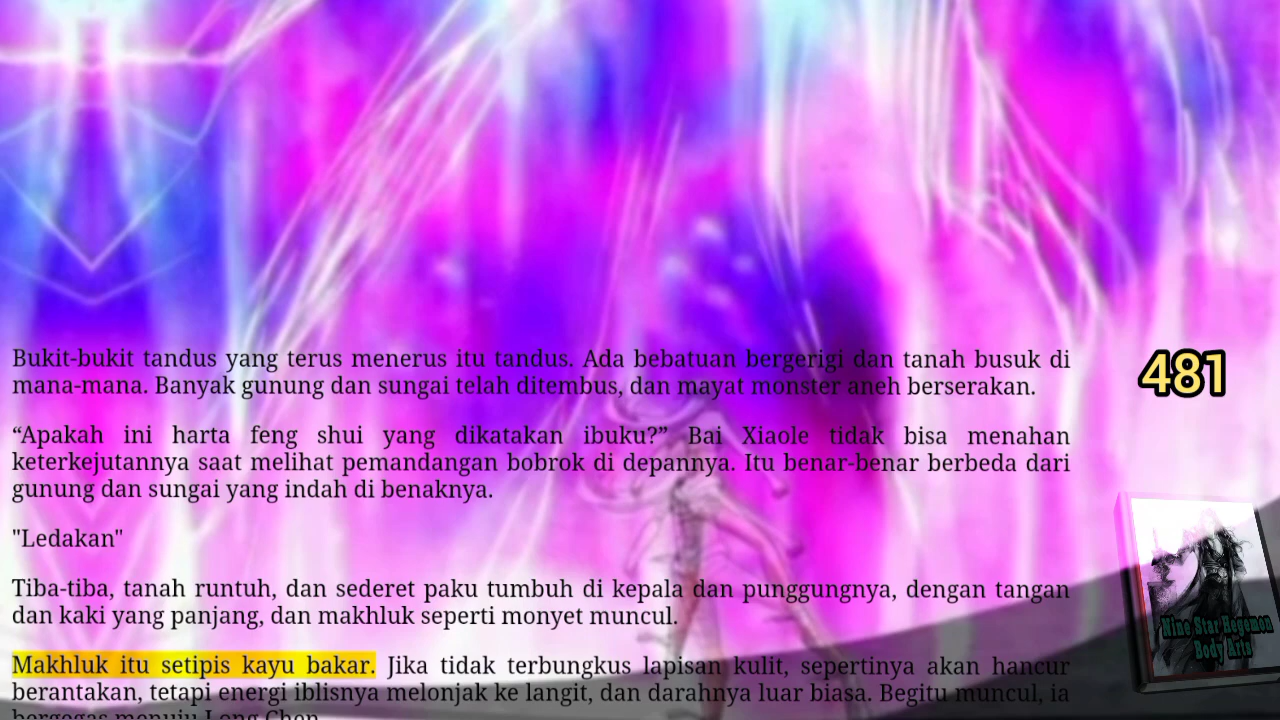 Bukit-bukit tandus yang terus menerus itu tandus. Ada bebatuan bergerigi dan tanah busuk di
mana-mana. Banyak gunung dan sungai telah ditembus, dan mayat monster aneh berserakan.
“Apakah ini harta feng shui yang dikatakan ibuku?” Bai Xiaole tidak bisa menahan
keterkejutannya saat melihat pemandangan bobrok di depannya. Itu benar-benar berbeda dari
gunung dan sungai yang indah di benaknya.
"Ledakan"
Tiba-tiba, tanah runtuh, dan sederet paku tumbuh di kepala dan punggungnya, dengan tangan
dan kaki yang panjang, dan makhluk seperti monyet muncul.
Makhluk itu setipis kayu bakar. Jika tidak terbungkus lapisan kulit, sepertinya akan hancur
berantakan, tetapi energi iblisnya melonjak ke langit, dan darahnya luar biasa. Begitu muncul, ia
bergegas menuju Long Chen.
481
Nine Star Hegemon
Body Arts